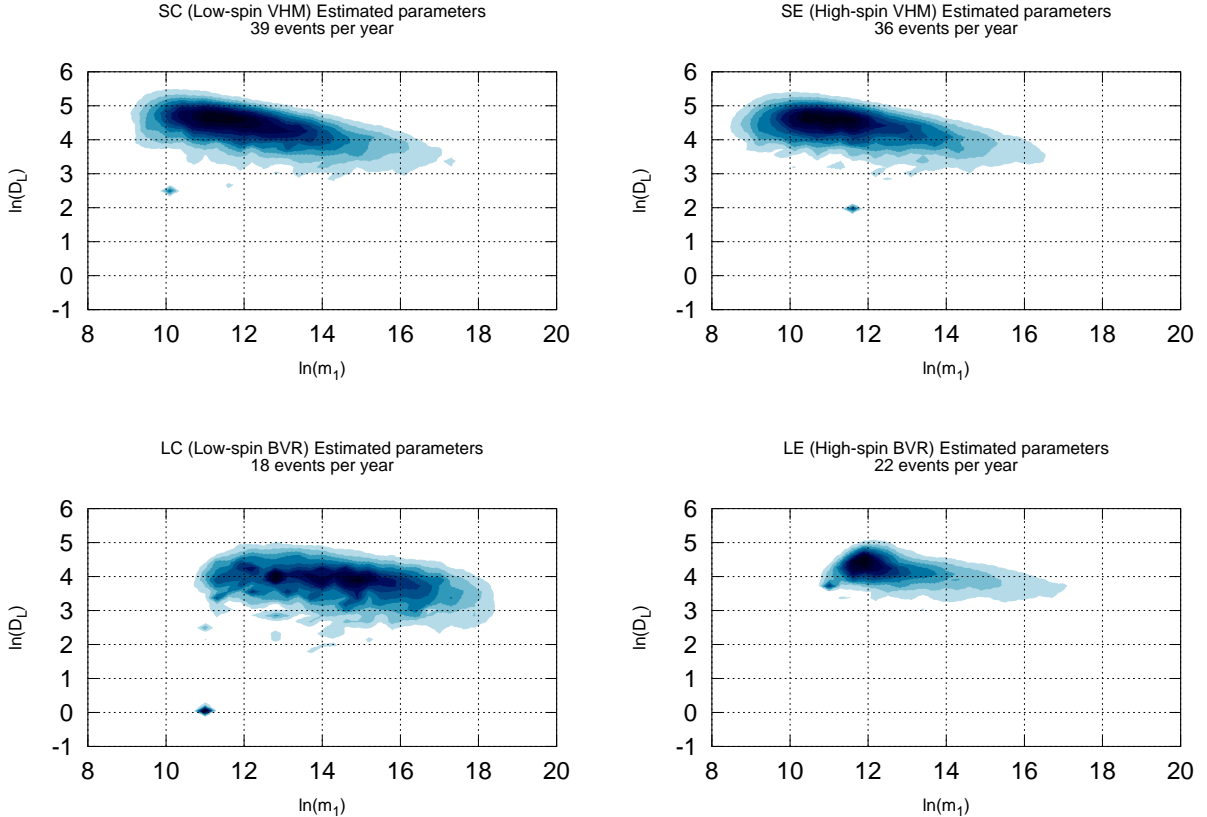 SC (Low-spin VHM) Estimated parameters
39 events per year
6
5
4
3
2
1
0
-1
ln(D_L)
8 10 12 14 16 18 20
ln(m_1)
SE (High-spin VHM) Estimated parameters
36 events per year
6
5
4
3
2
1
0
-1
ln(D_L)
8 10 12 14 16 18 20
ln(m_1)
LC (Low-spin BVR) Estimated parameters
18 events per year
6
5
4
3
2
1
0
-1
ln(D_L)
8 10 12 14 16 18 20
ln(m_1)
LE (High-spin BVR) Estimated parameters
22 events per year
6
5
4
3
2
1
0
-1
ln(D_L)
8 10 12 14 16 18 20
ln(m_1)